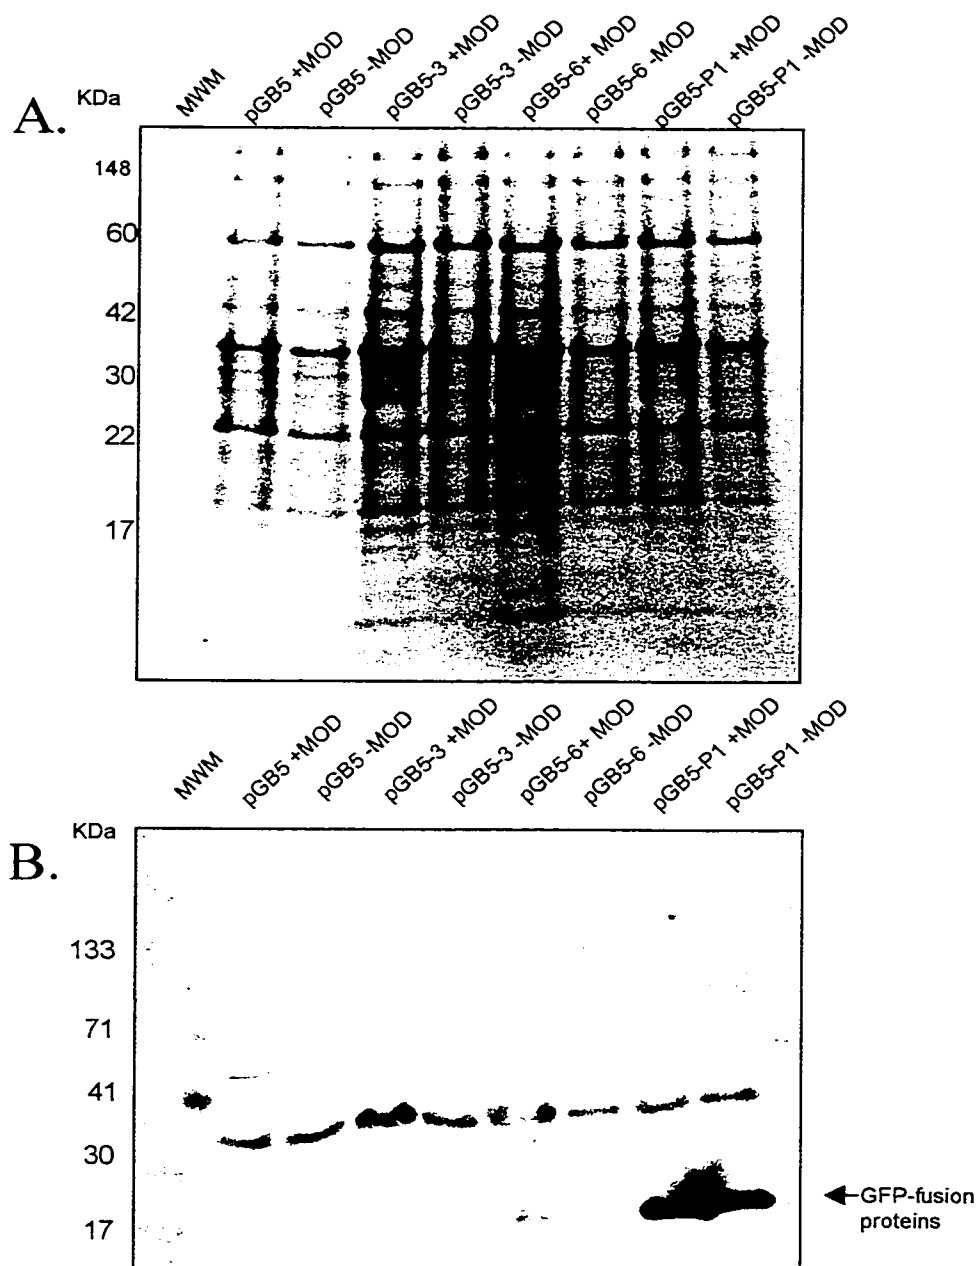 MWM
pGB5 +MOD
pGB5 -MOD
pGB5-3 +MOD
pGB5-3 -MOD
pGB5-6+ MOD
pGB5-6 -MOD
pGB5-P1 +MOD
pGB5-P1 -MOD
KDa
A.
148
60
42
30
22
17
MWM
pGB5 +MOD
pGB5 -MOD
pGB5-3 +MOD
pGB5-3 -MOD
pGB5-6+ MOD
pGB5-6 -MOD
pGB5-P1 +MOD
pGB5-P1 -MOD
KDa
B.
133
71
41
30
17
GFP-fusion
proteins